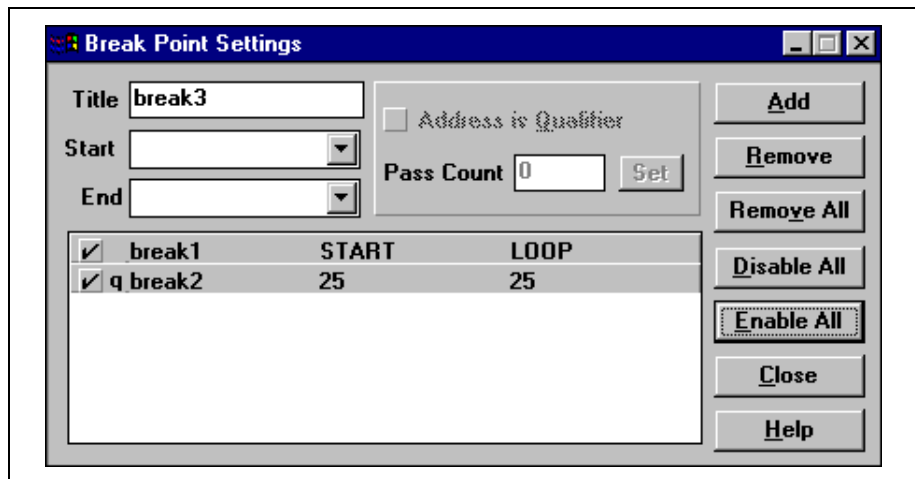 Break Point Settings
Title break3
Start
End
Address is Qualifier
Pass Count 0 Set
break1 START LOOP
q break2 25 25
Add
Remove
Remove All
Disable All
Enable All
Close
Help